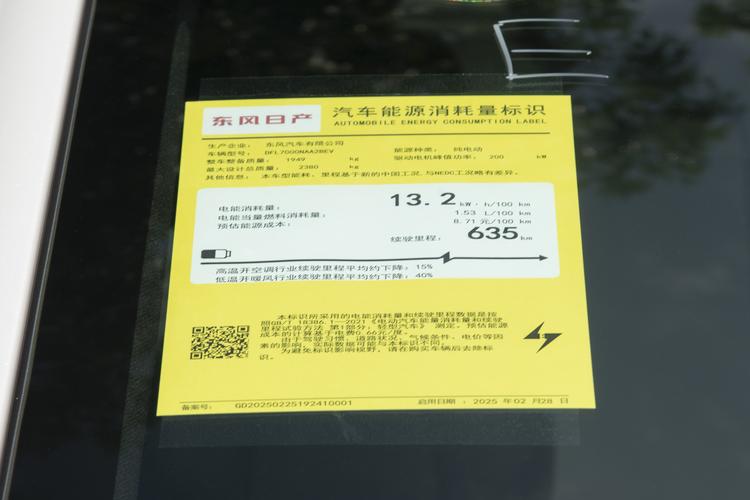 东风日产 汽车能源消耗量标识
AUTOMOBILE ENERGY CONSUMPTION LABEL
生产企业： 东风汽车有限公司
车辆型号： DFL7000NAA2BEV 能源种类： 纯电动
整车整备质量： 1949 kg 驱动电机峰值功率： 200 kW
最大设计总质量： 2380 kg
其他信息： 本车型能耗、里程基于新的中国工况，与NEDC工况略有差异。
电能消耗量： 13.2 kW·h/100 km
电能当量燃料消耗量： 1.53 L/100 km
预估能源成本： 8.71 元/100 km
续驶里程： 635 km
高温开空调行业续驶里程平均约下降：15%
低温开暖风行业续驶里程平均约下降：40%
本标识所采用的电能消耗量和续驶里程数据是按
照GB/T 18386.1—2021《电动汽车能量消耗量和续驶
里程试验方法 第1部分：轻型汽车》 测定，预估能源
成本的计算基于电费0.66元/度。
由于驾驶习惯、道路状况、气候条件、电价等因
素的影响，实际数据可能与本标识不同。
为避免标识影响视野，请在购买车辆后去除标
识。
备案号： GD20250225192410001 启用日期：2025 年02 月28 日